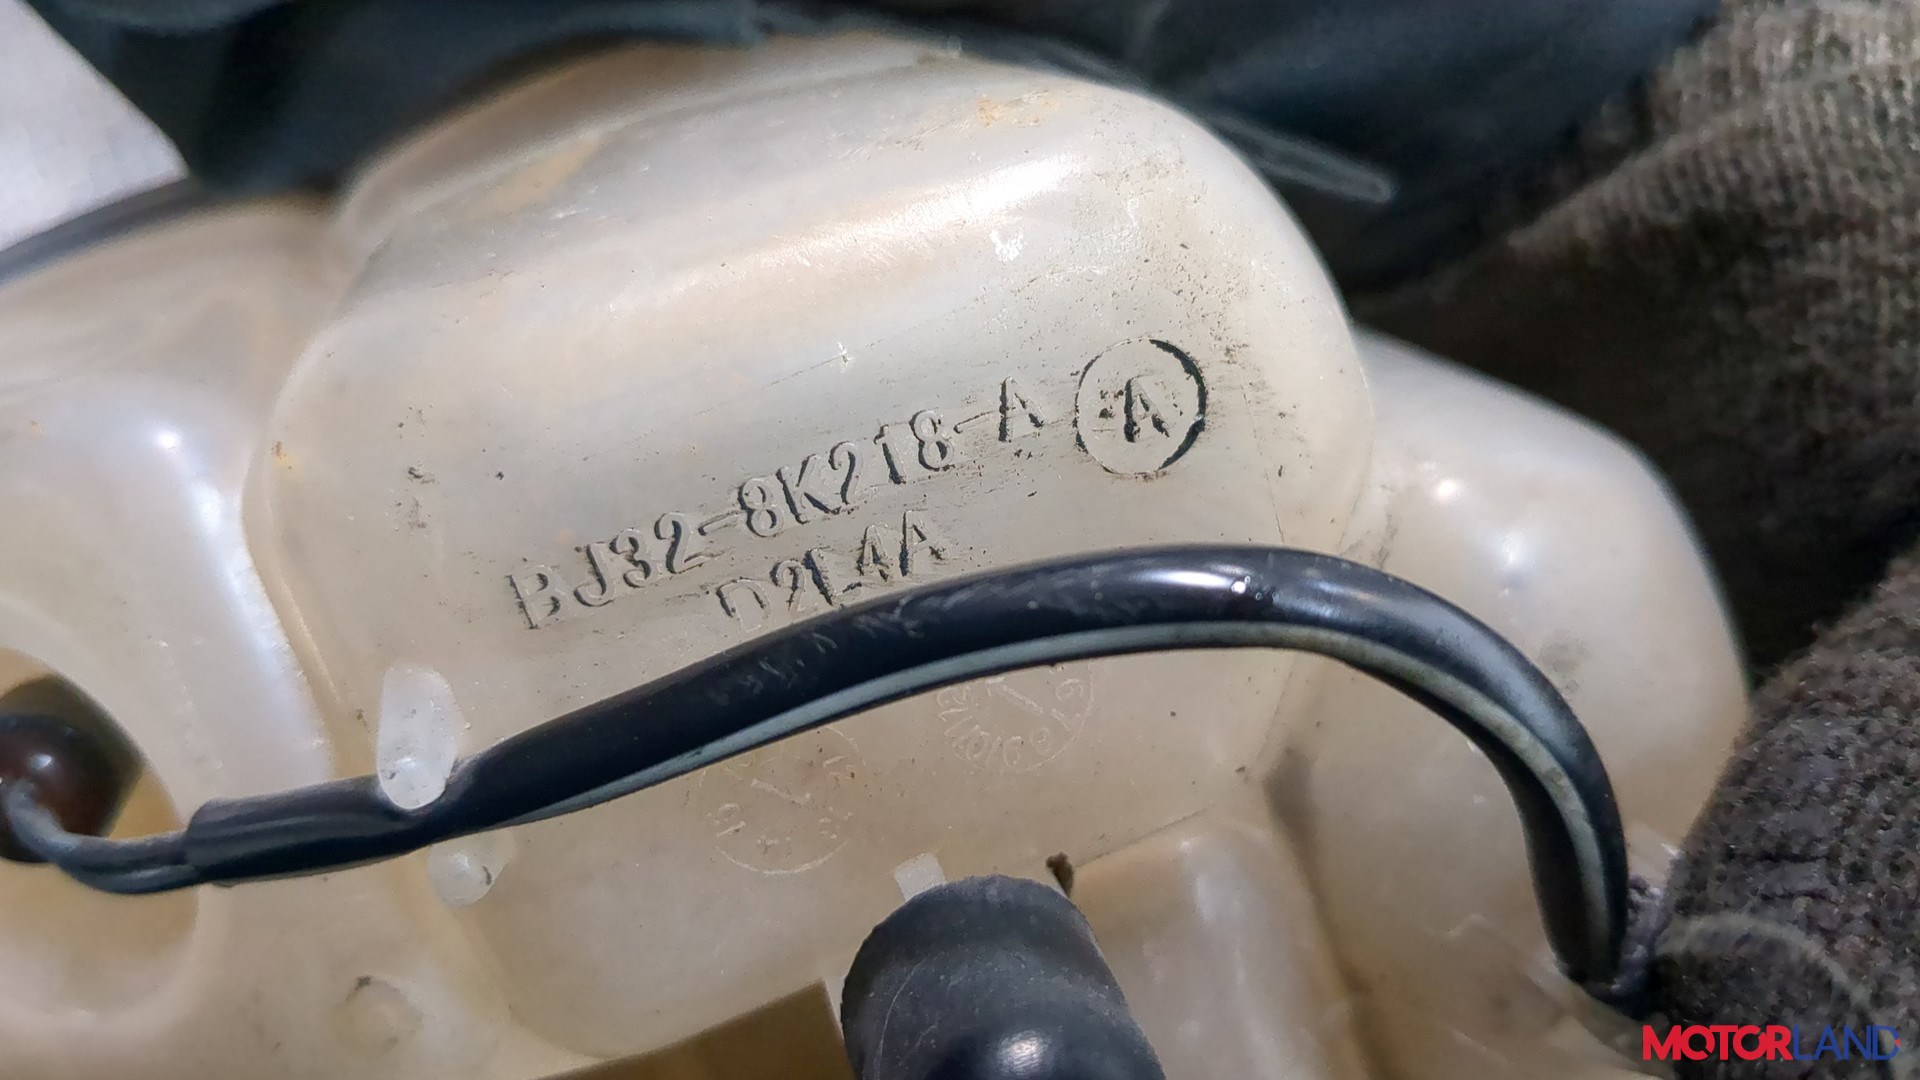 BJ32-8K218-A A
D2L4A
MOTORLAND